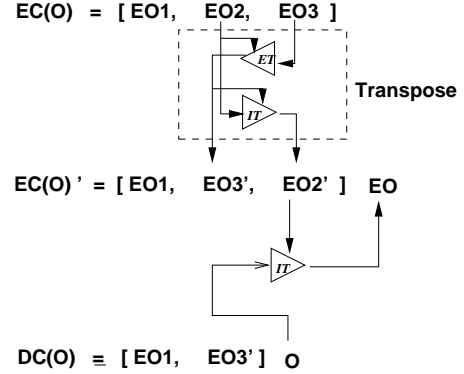 EC(O) = [ EO1, EO2, EO3 ]
ET
Transpose
IT
EC(O) ' = [ EO1, EO3', EO2' ] EO
IT
DC(O) ≡ [ EO1, EO3' ] O